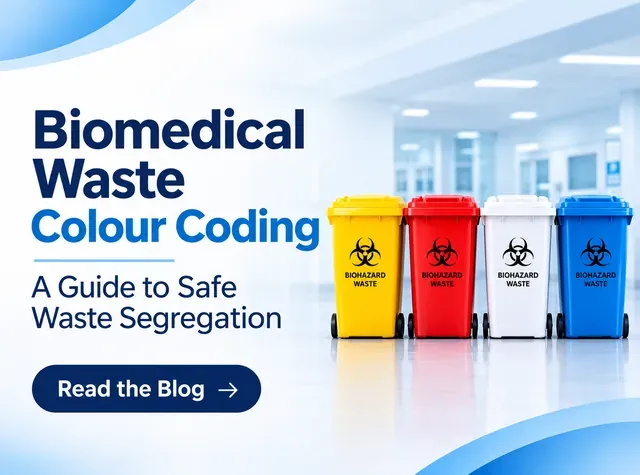 Biomedical
Waste
Colour Coding
A Guide to Safe
Waste Segregation
Read the Blog →
BIOHAZARD
WASTE
BIOHAZARD
WASTE
BIOHAZARD
WASTE
BIOHAZARD
WASTE